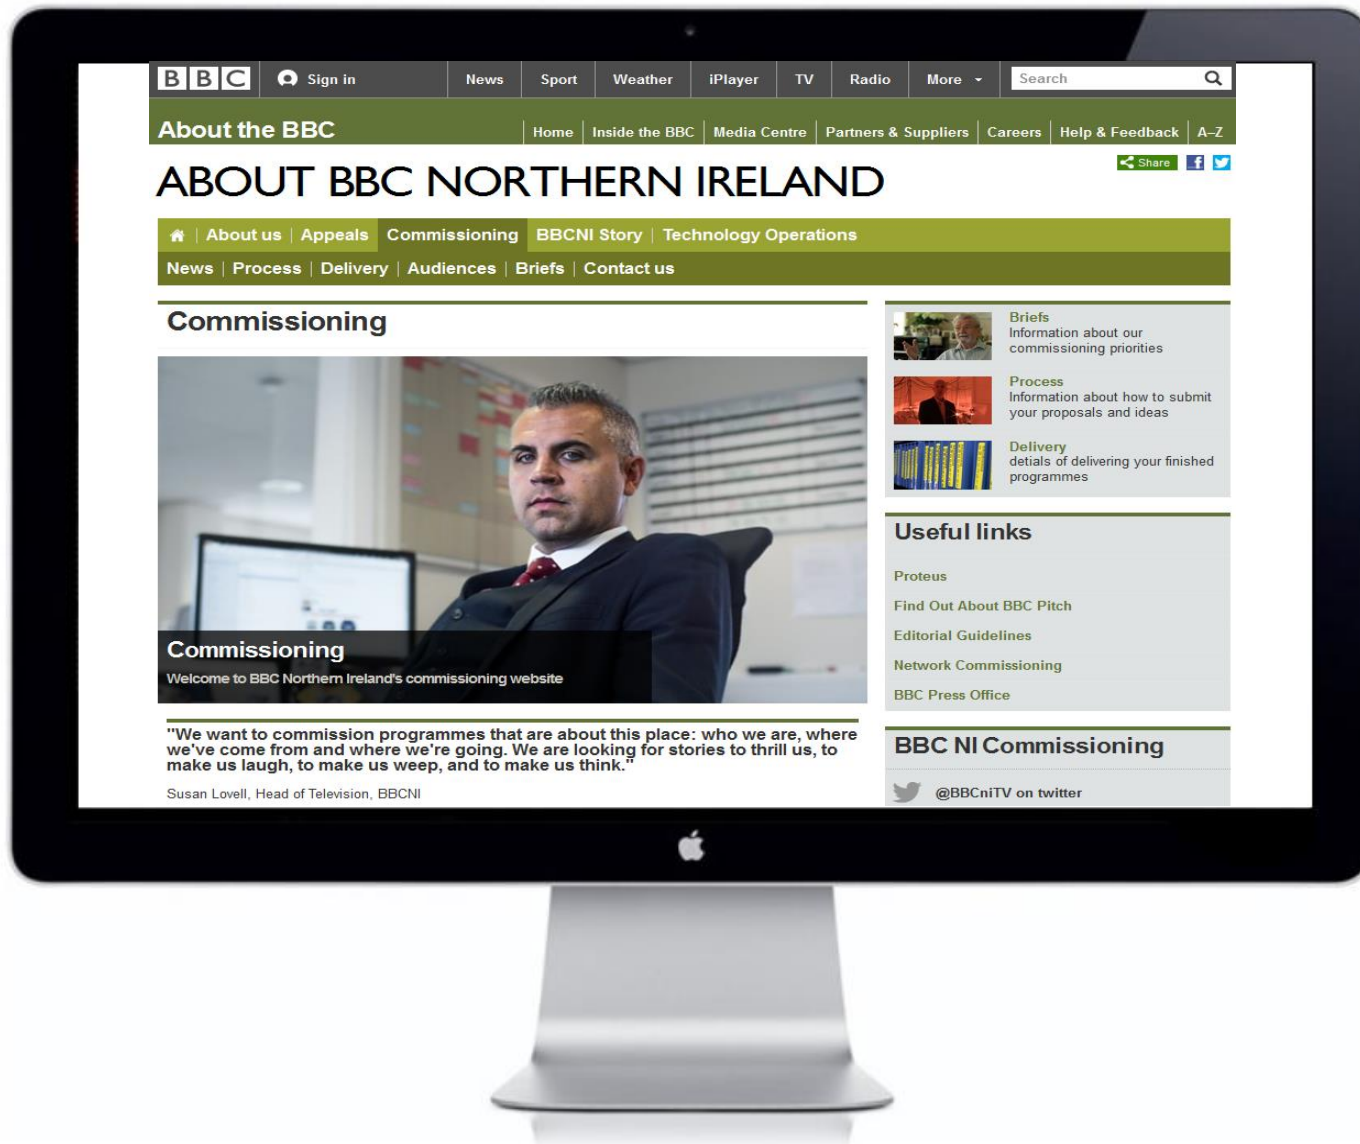 BBC Sign in News Sport Weather iPlayer TV Radio More Search
About the BBC Home Inside the BBC Media Centre Partners & Suppliers Careers Help & Feedback A–Z
Share
ABOUT BBC NORTHERN IRELAND
About us Appeals Commissioning BBCNI Story Technology Operations
News Process Delivery Audiences Briefs Contact us
Commissioning
Commissioning
Welcome to BBC Northern Ireland's commissioning website
"We want to commission programmes that are about this place: who we are, where
we've come from and where we're going. We are looking for stories to thrill us, to
make us laugh, to make us weep, and to make us think."
Susan Lovell, Head of Television, BBCNI
Briefs
Information about our
commissioning priorities
Process
Information about how to submit
your proposals and ideas
Delivery
detials of delivering your finished
programmes
Useful links
Proteus
Find Out About BBC Pitch
Editorial Guidelines
Network Commissioning
BBC Press Office
BBC NI Commissioning
@BBCniTV on twitter